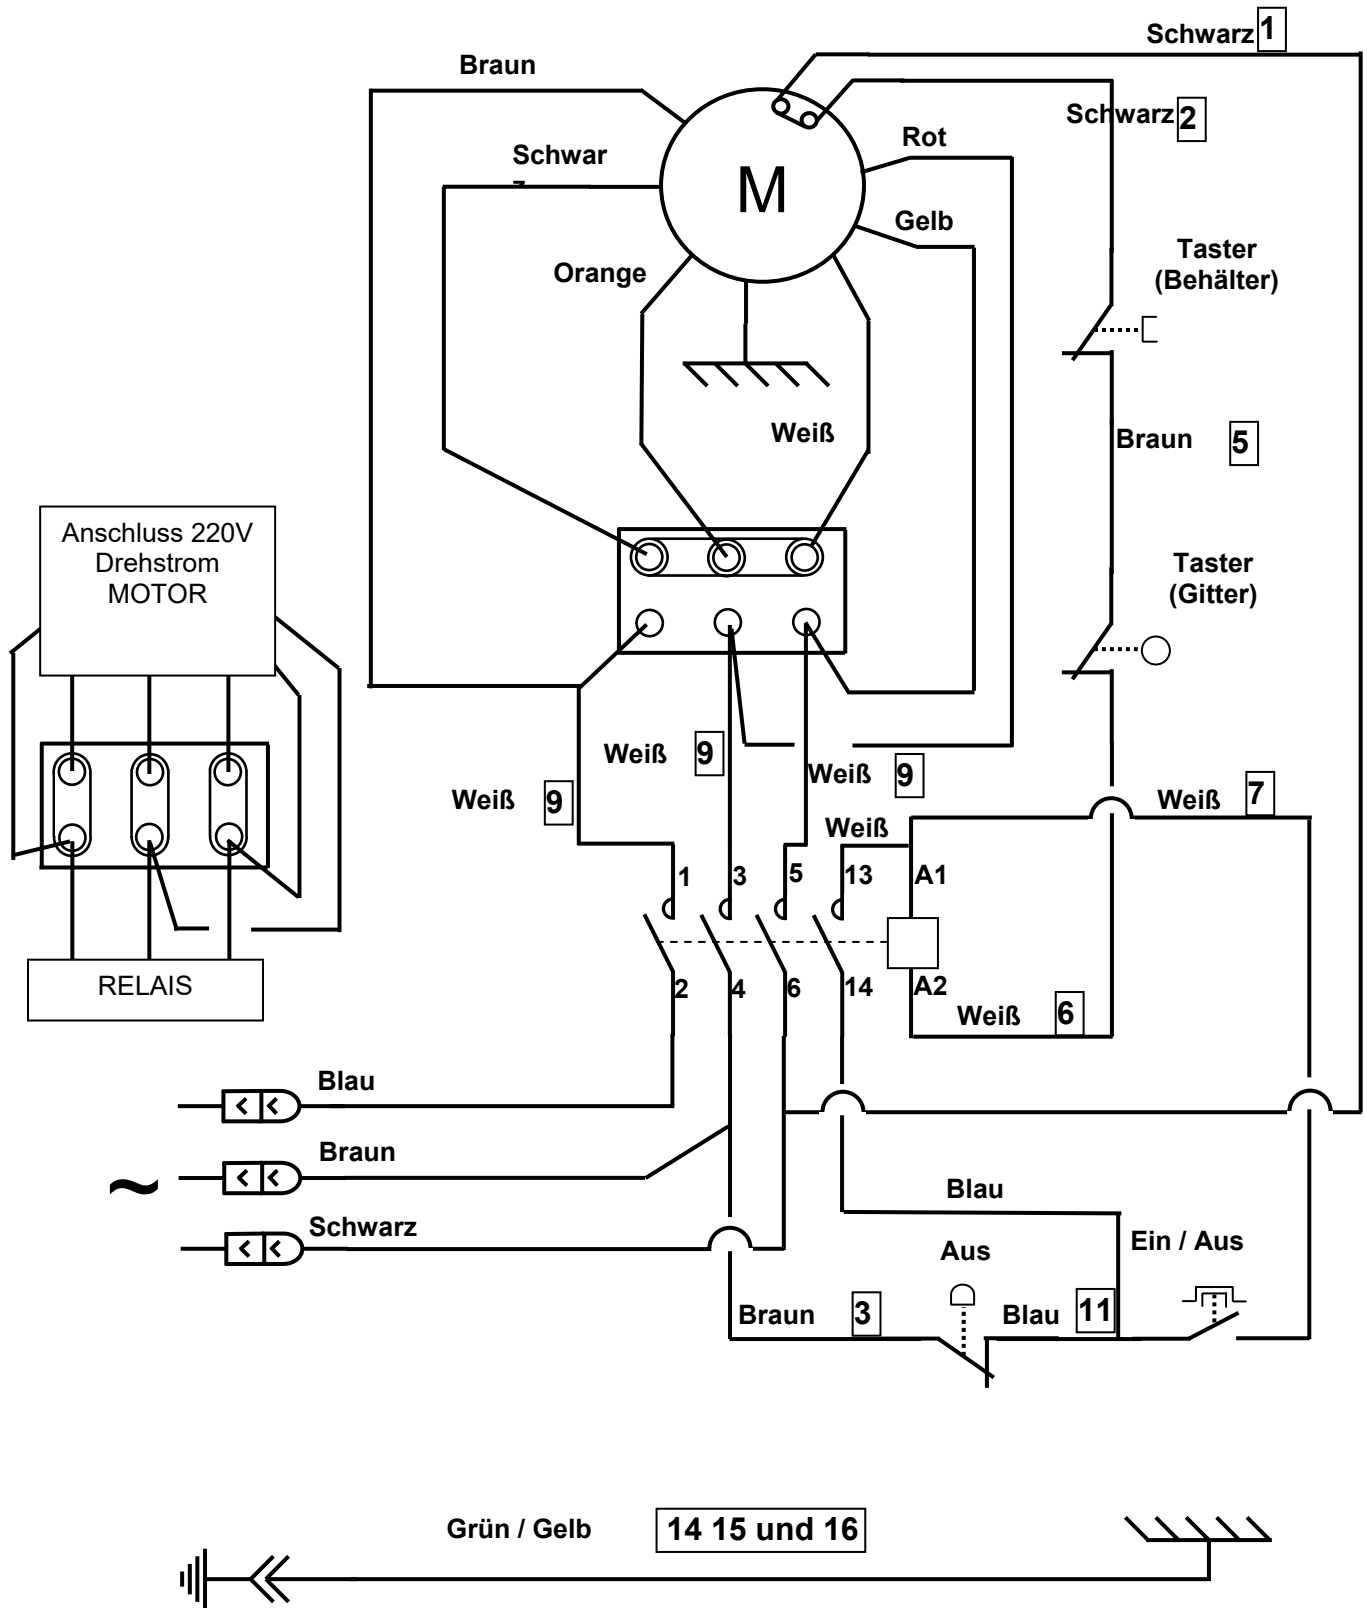 Schwarz 1
Braun
Schwarz 2
Rot
Schwar
z
M
Gelb
Taster
(Behälter)
Orange
Weiß
Braun 5
Anschluss 220V
Drehstrom
MOTOR
Taster
(Gitter)
Weiß 9
Weiß 9
Weiß 9
Weiß 7
Weiß
1 3 5 13 A1
RELAIS
2 4 6 14 A2
Weiß 6
Blau
Braun
~
Blau
Schwarz
Aus
Ein / Aus
Braun 3
Blau 11
Grün / Gelb 14 15 und 16